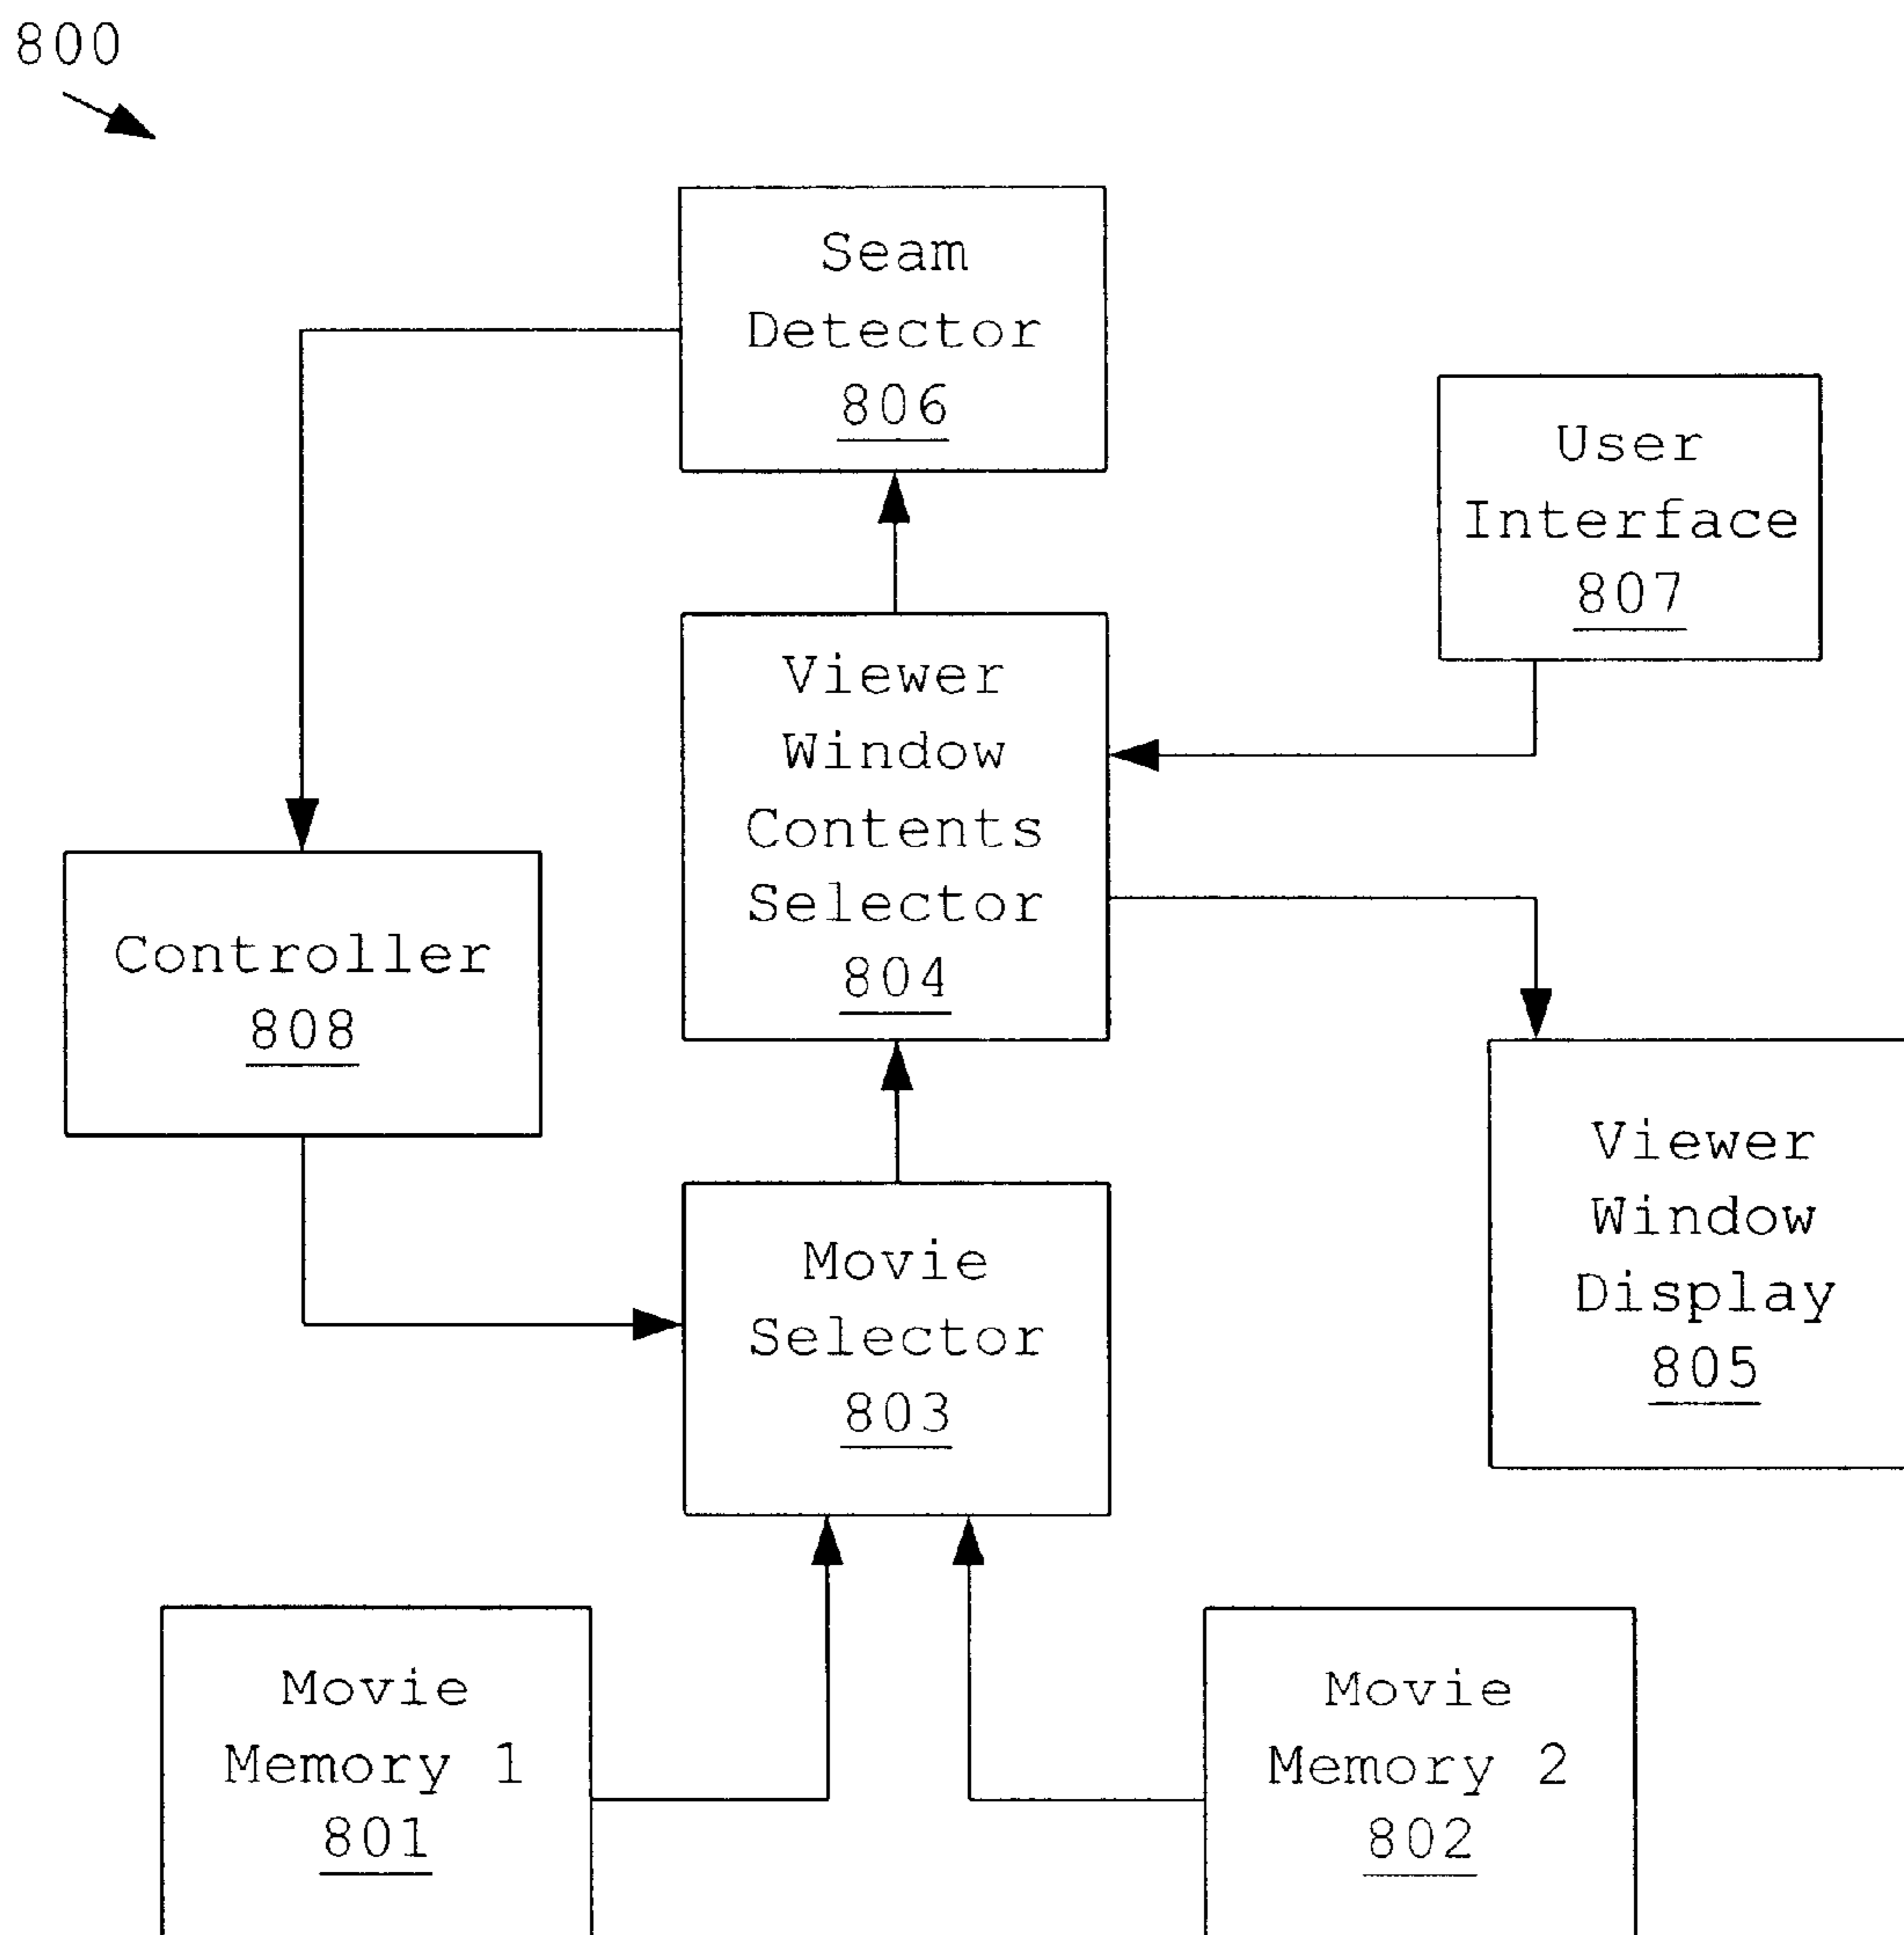 800
Seam
Detector
806
User
Interface
807
Viewer
Window
Contents
Selector
804
Controller
808
Viewer
Window
Display
805
Movie
Selector
803
Movie
Memory 1
801
Movie
Memory 2
802